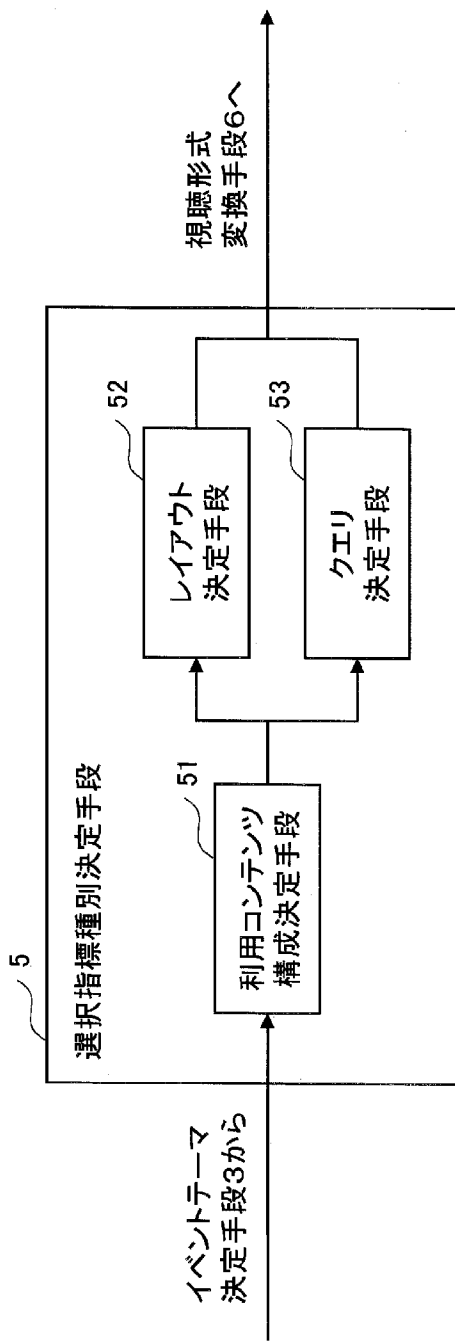 5
選択指標種別決定手段
イベントテーマ
決定手段3から
51
利用コンテンツ
構成決定手段
52
レイアウト
決定手段
53
クエリ
決定手段
視聴形式
変換手段6へ